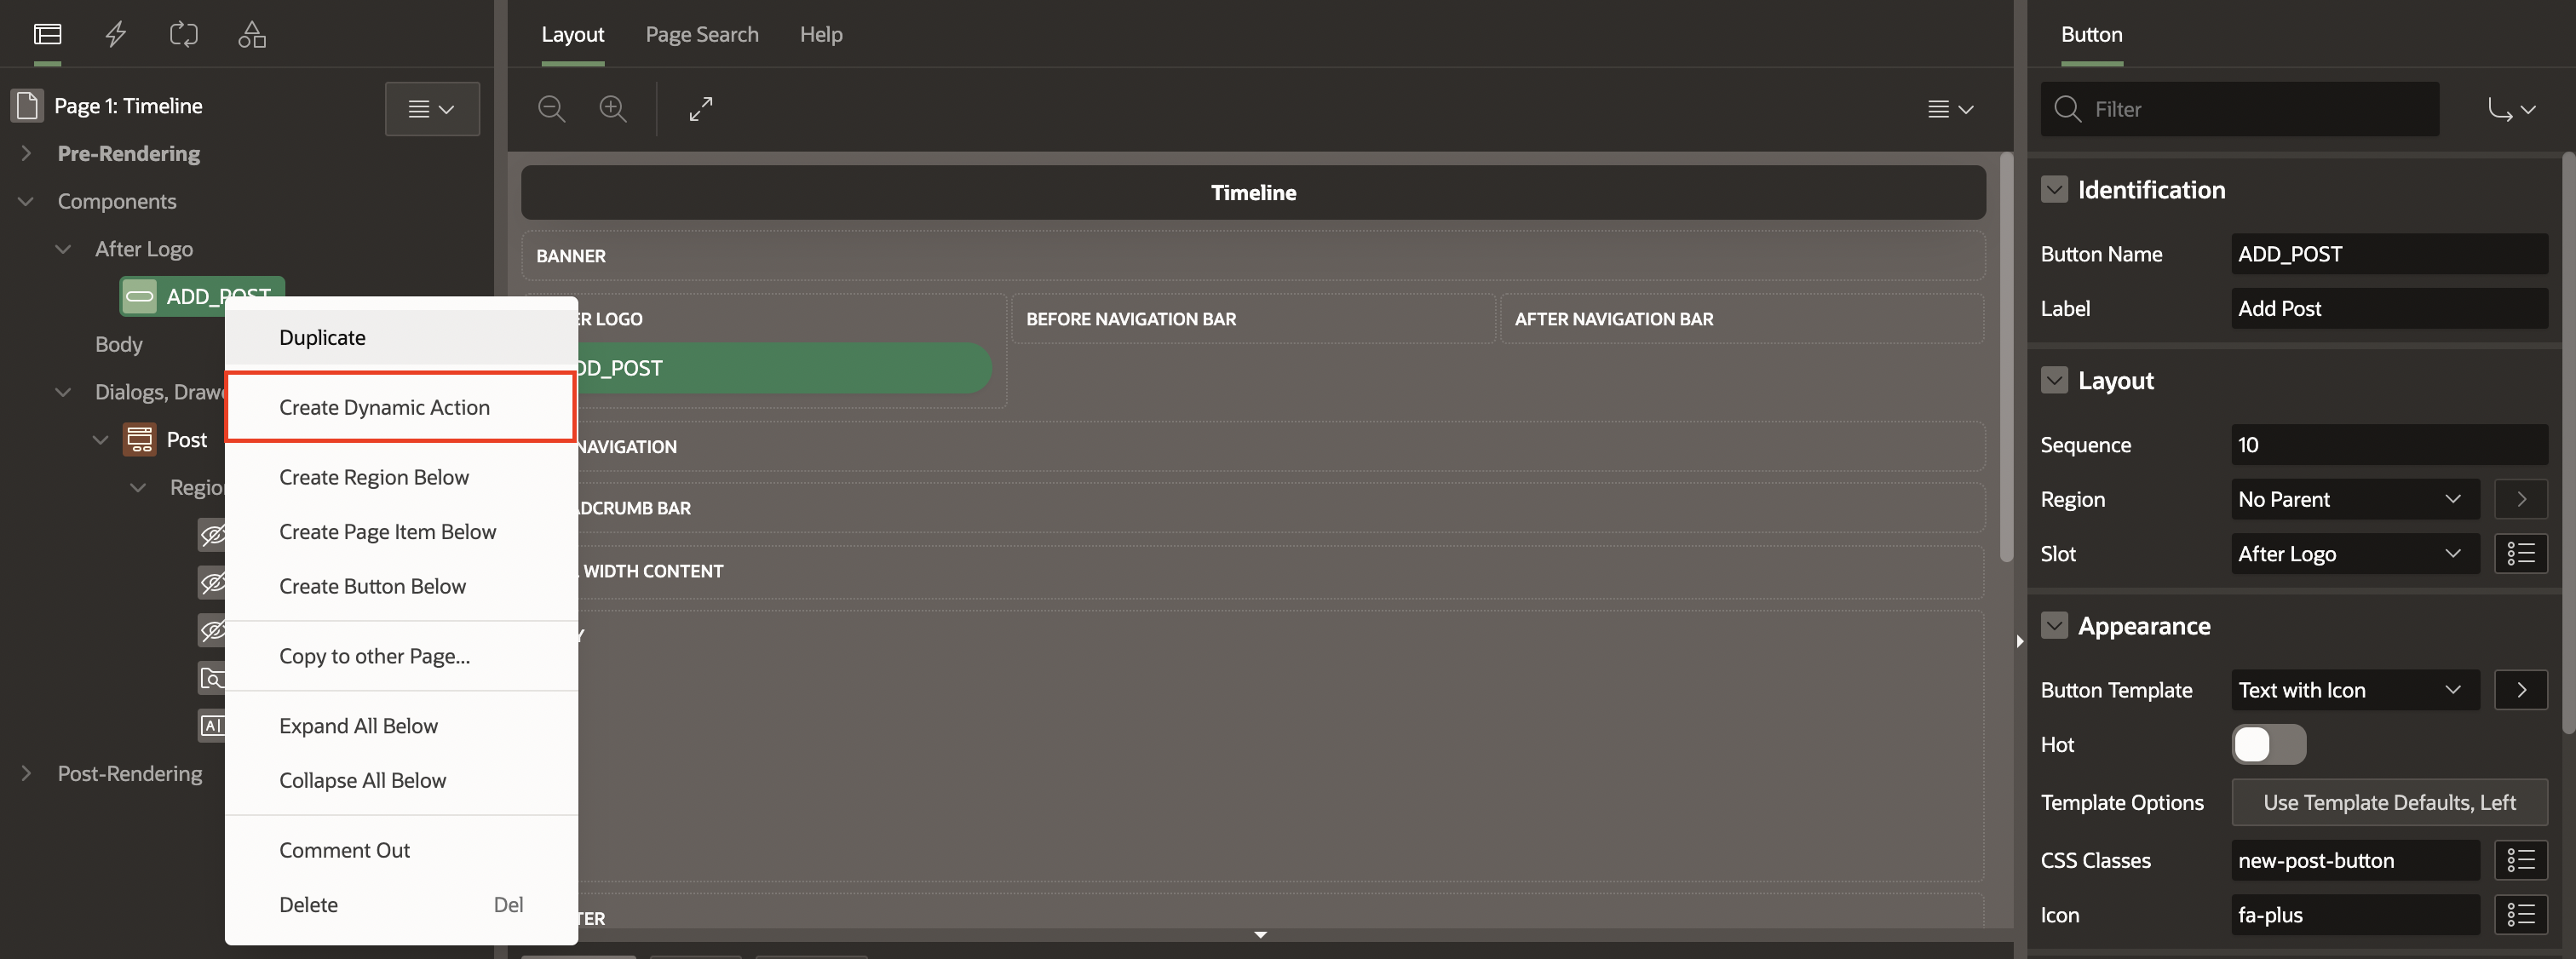 Layout
Page Search
Help
Button
Page 1: Timeline
Filter
Pre-Rendering
Components
After Logo
ADD_POST
Body
Dialogs,
Post
Post-Rendering
Duplicate
Create Dynamic Action
Create Region Below
Create Page Item Below
Create Button Below
Copy to other Page...
Expand All Below
Collapse All Below
Comment Out
Delete Del
Timeline
BANNER
LOGO
BEFORE NAVIGATION BAR
AFTER NAVIGATION BAR
DD_POST
NAVIGATION
BAR
WIDTH CONTENT
Identification
Button Name ADD_POST
Label Add Post
Layout
Sequence 10
Region No Parent
Slot After Logo
Appearance
Button Template Text with Icon
Hot
Template Options Use Template Defaults, Left
CSS Classes new-post-button
Icon fa-plus